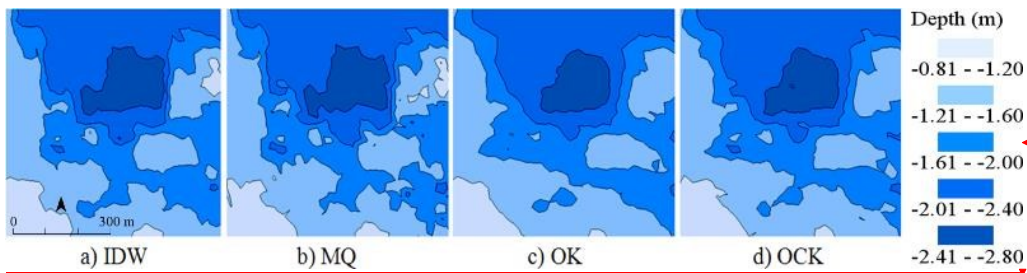 Depth (m)
-0.81 - -1.20
-1.21 - -1.60
-1.61 - -2.00
-2.01 - -2.40
-2.41 - -2.80
0 300 m
a) IDW b) MQ c) OK d) OCK